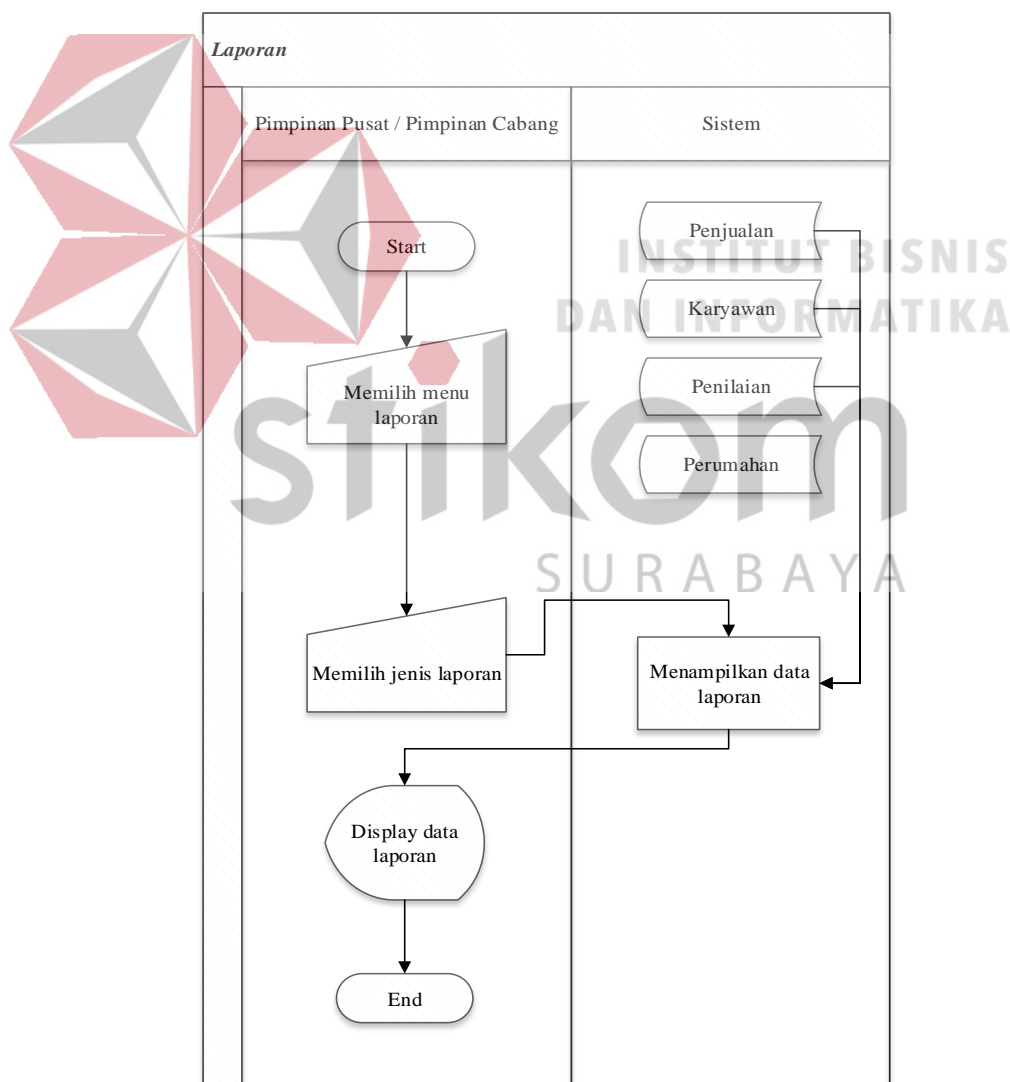 Laporan
Pimpinan Pusat / Pimpinan Cabang
Sistem
Start
Memilih menu
laporan
Memilih jenis laporan
Display data
laporan
End
Penjualan
Karyawan
Penilaian
Perumahan
Menampilkan data
laporan
INSTITUT BISNIS
DAN INFORMATIKA
stikom
SURABAYA